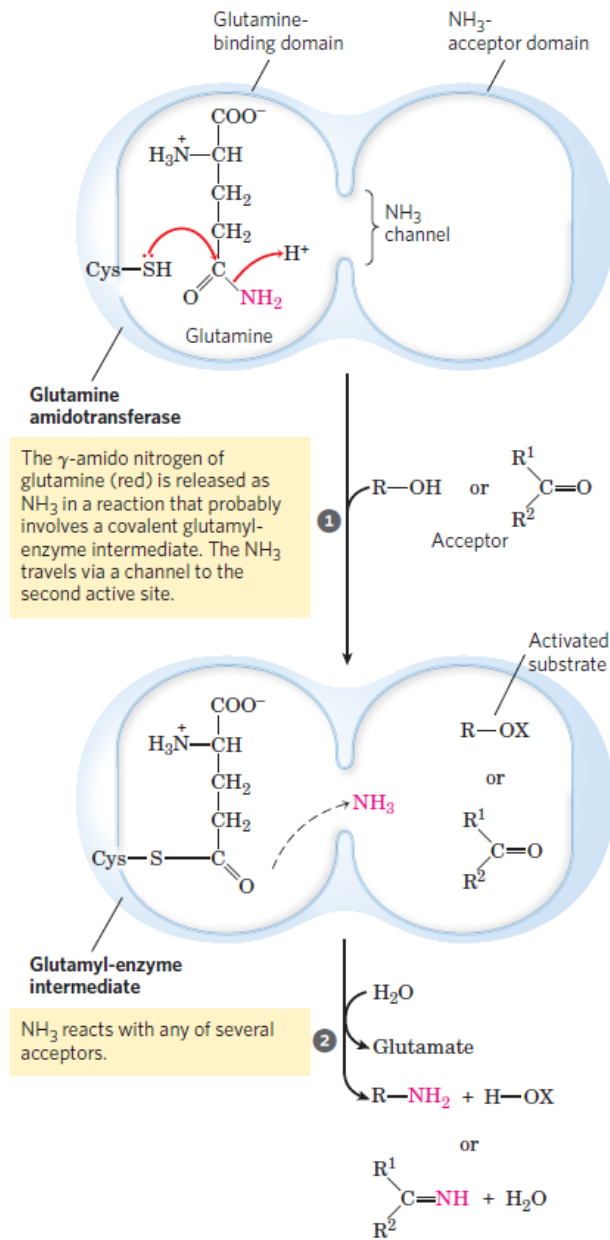 Glutamine-
binding domain
NH₃-
acceptor domain
COO⁻
H₃N⁺—CH
CH₂
CH₂
NH₃
channel
H⁺
Cys—SH
C
O
NH₂
Glutamine
Glutamine
amidotransferase
The γ-amido nitrogen of
glutamine (red) is released as
NH₃ in a reaction that probably
involves a covalent glutamyl-
enzyme intermediate. The NH₃
travels via a channel to the
second active site.
1
R—OH or
R¹
C=O
R²
Acceptor
Activated
substrate
COO⁻
H₃N⁺—CH
CH₂
CH₂
Cys—S—C
O
NH₃
R—OX
or
R¹
C=O
R²
Glutamyl-enzyme
intermediate
NH₃ reacts with any of several
acceptors.
2
H₂O
Glutamate
R—NH₂ + H—OX
or
R¹
C=NH + H₂O
R²